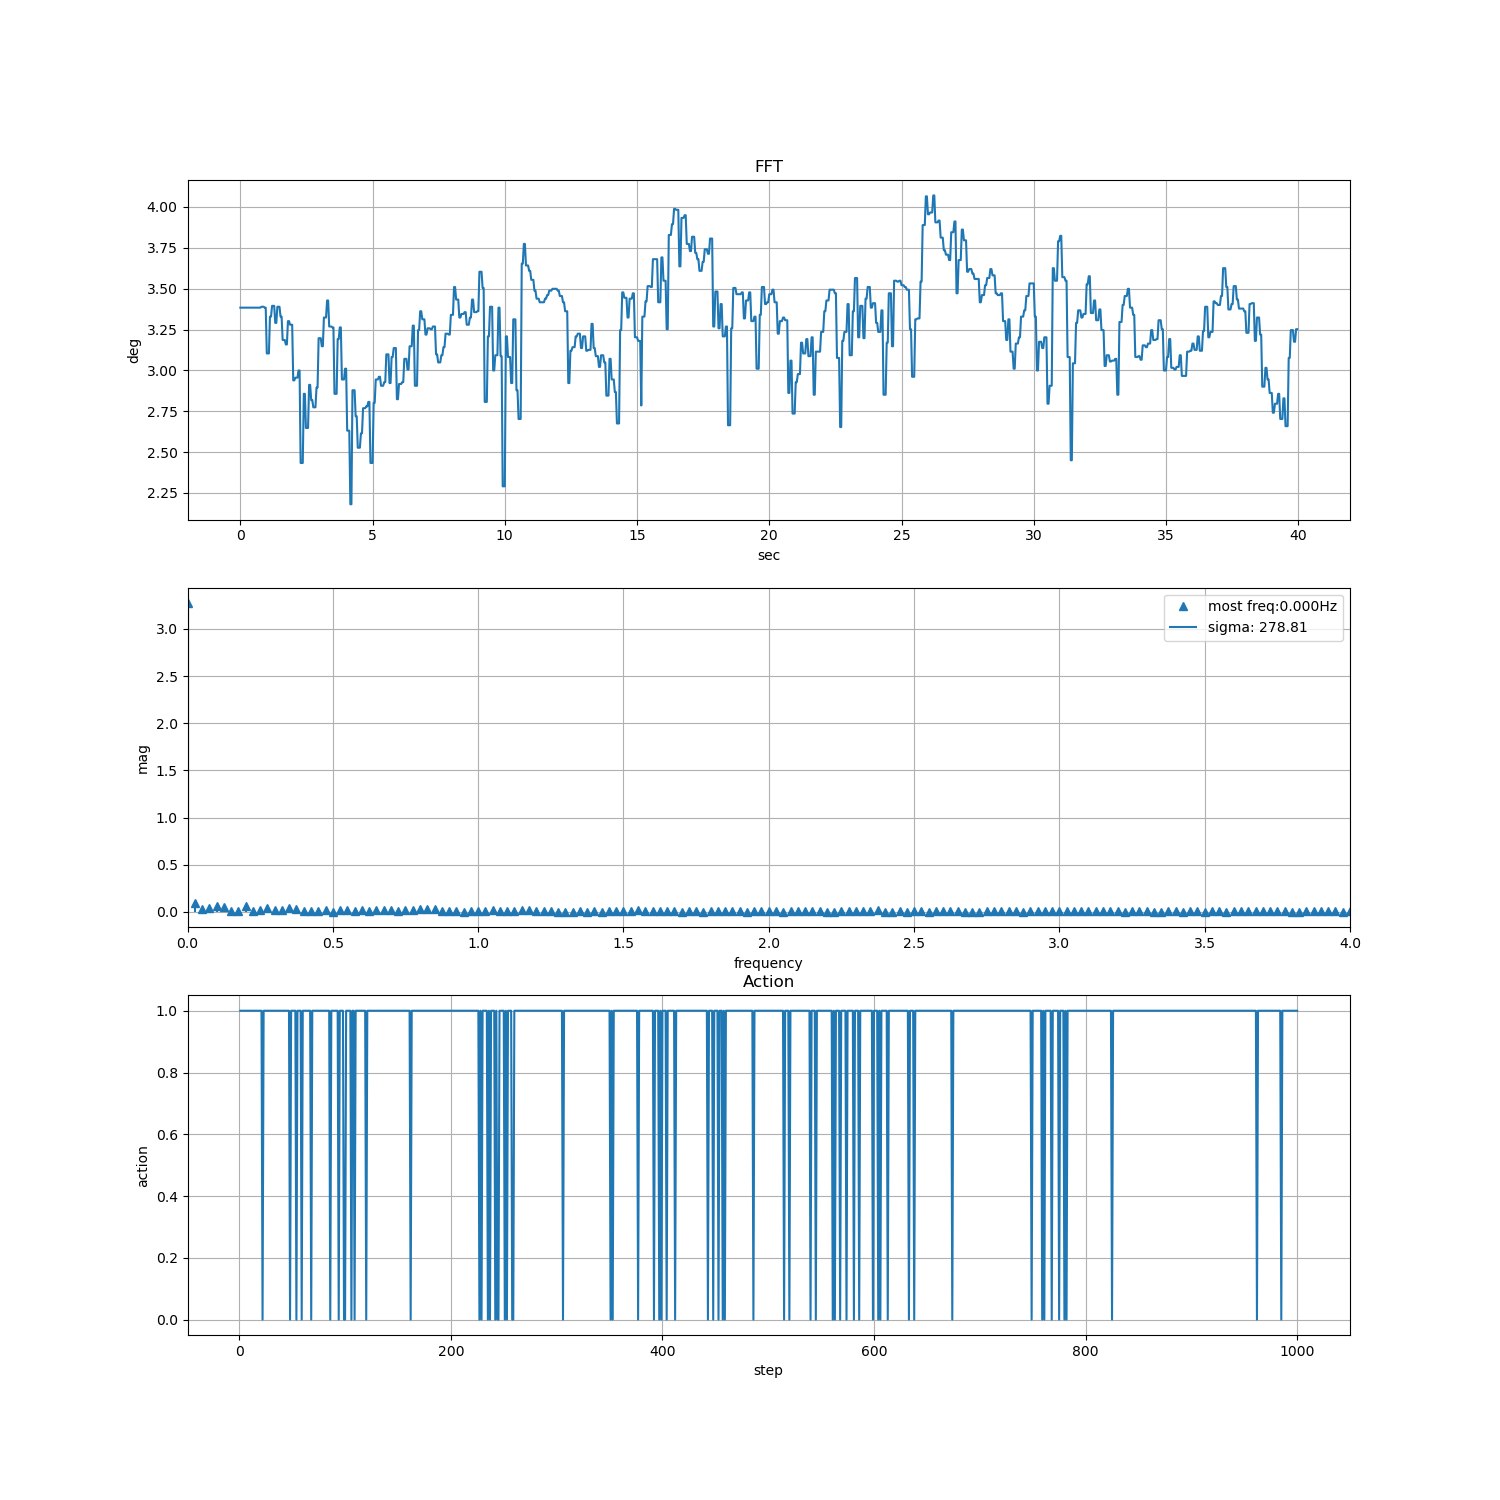 FFT
4.00
3.75
3.50
3.25
3.00
2.75
2.50
2.25
deg
0 5 10 15 20 25 30 35 40
sec
most freq:0.000Hz
sigma: 278.81
3.0
2.5
2.0
1.5
1.0
0.5
0.0
mag
0.0 0.5 1.0 1.5 2.0 2.5 3.0 3.5 4.0
frequency
Action
1.0
0.8
0.6
0.4
0.2
0.0
action
0 200 400 600 800 1000
step